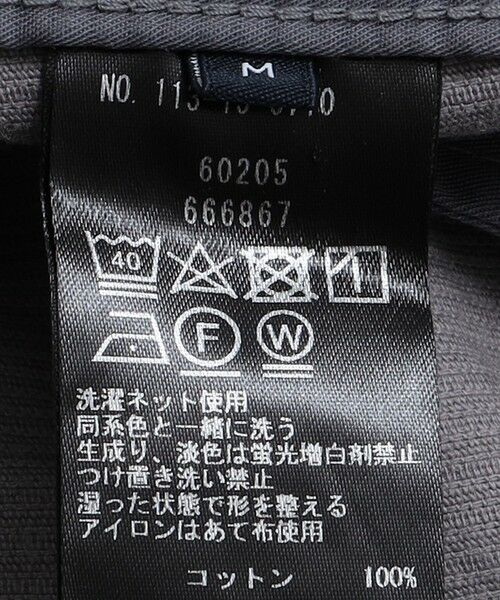 M
NO. 113
60205
666867
40
F W
洗濯ネット使用
同系色と一緒に洗う
生成り、淡色は蛍光増白剤禁止
つけ置き洗い禁止
湿った状態で形を整える
アイロンはあて布使用
コットン 100%